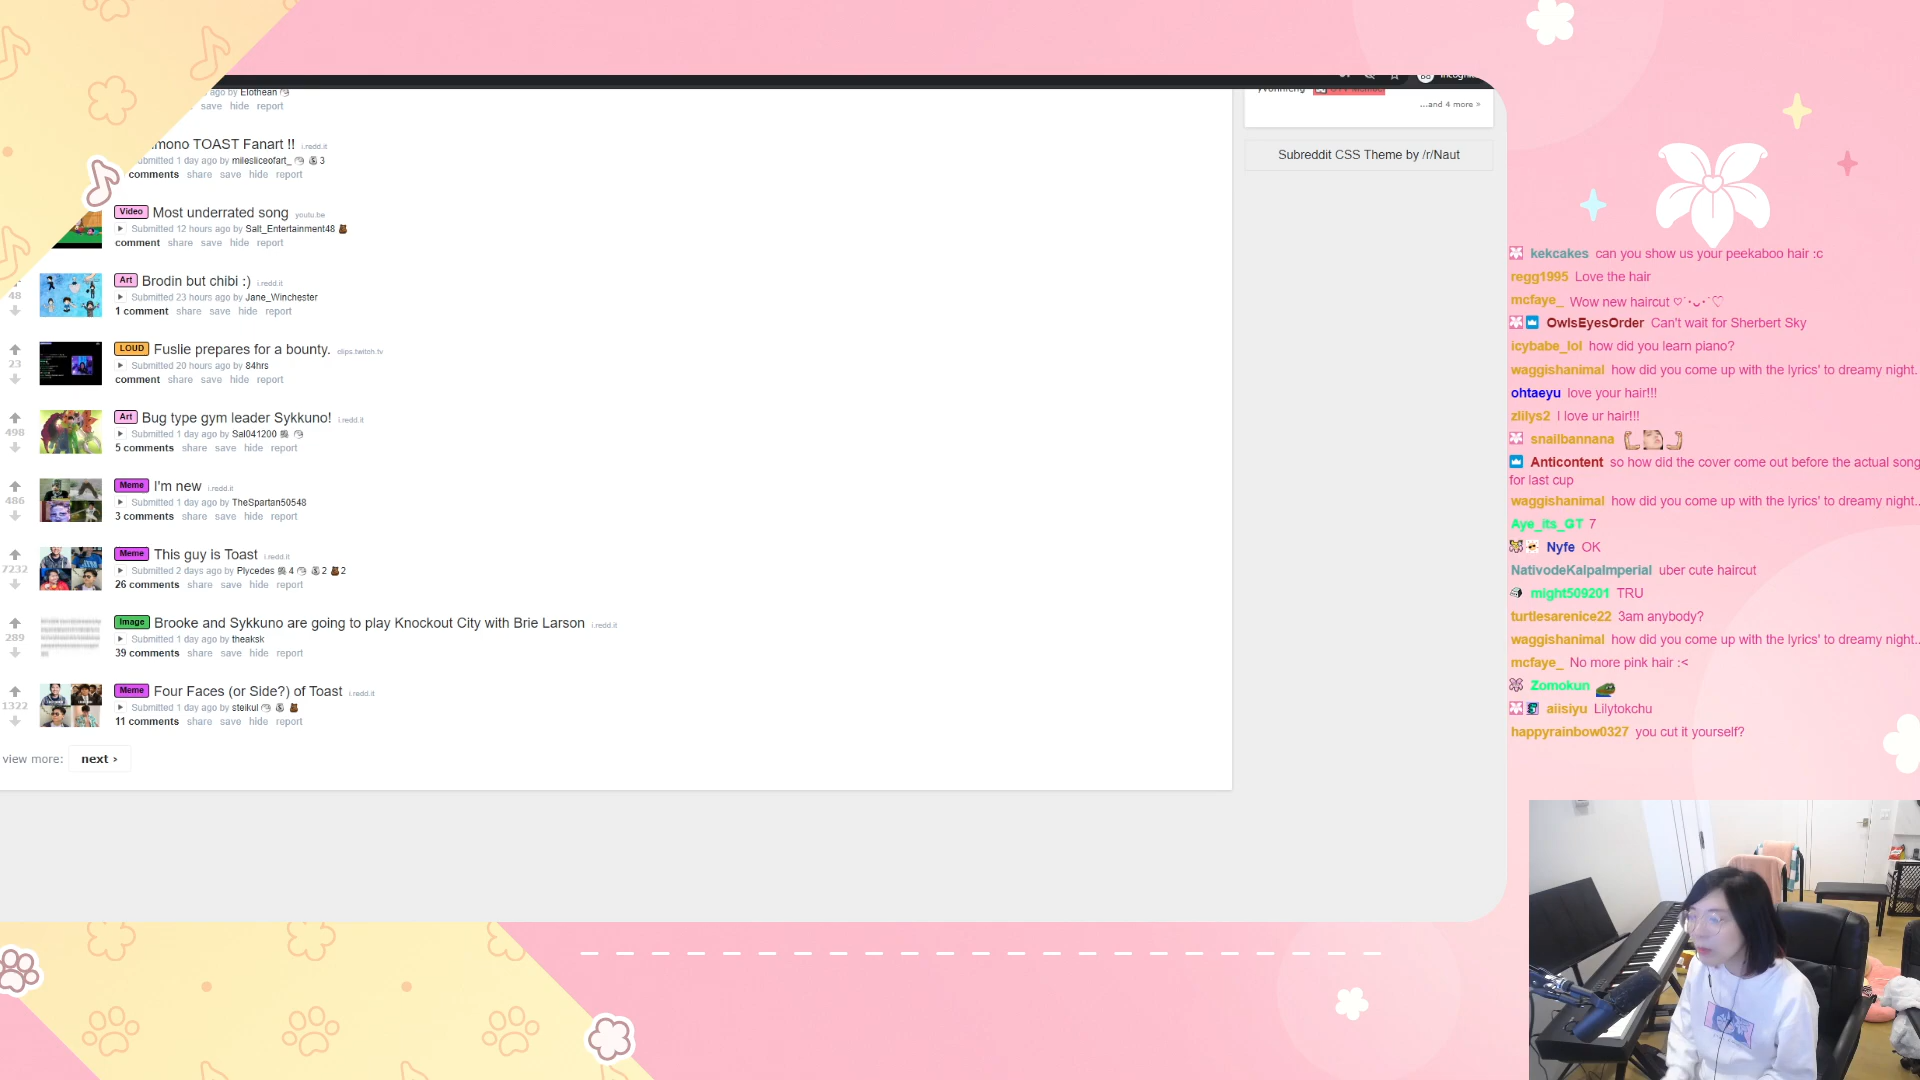 ago by Elothean
save hide report
mono TOAST Fanart !! i.redd.it
ubmitted 1 day ago by milesliceofart_ 3
comments share save hide report
Video Most underrated song youtu.be
Submitted 12 hours ago by Salt_Entertainment48
comment share save hide report
48
Art Brodin but chibi :) i.redd.it
Submitted 23 hours ago by Jane_Winchester
1 comment share save hide report
23
LOUD Fuslie prepares for a bounty. clips.twitch.tv
Submitted 20 hours ago by 84hrs
comment share save hide report
498
Art Bug type gym leader Sykkuno! i.redd.it
Submitted 1 day ago by Sal041200
5 comments share save hide report
486
Meme I'm new i.redd.it
Submitted 1 day ago by TheSpartan50548
3 comments share save hide report
7232
Meme This guy is Toast i.redd.it
Submitted 2 days ago by Plycedes 4 2 2
26 comments share save hide report
289
Image Brooke and Sykkuno are going to play Knockout City with Brie Larson i.redd.it
Submitted 1 day ago by theaksk
39 comments share save hide report
1322
Meme Four Faces (or Side?) of Toast i.redd.it
Submitted 1 day ago by steikul
11 comments share save hide report
view more: next ›
...and 4 more »
Subreddit CSS Theme by /r/Naut
kekcakes can you show us your peekaboo hair :c
regg1995 Love the hair
mcfaye_ Wow new haircut ♡´･ᴗ･`♡
OwlsEyesOrder Can't wait for Sherbert Sky
icybabe_lol how did you learn piano?
waggishanimal how did you come up with the lyrics' to dreamy night.
ohtaeyu love your hair!!!
zlilys2 I love ur hair!!!
snailbannana
Anticontent so how did the cover come out before the actual song
for last cup
waggishanimal how did you come up with the lyrics' to dreamy night..
Aye_its_GT 7
Nyfe OK
NativodeKalpaImperial uber cute haircut
might509201 TRU
turtlesarenice22 3am anybody?
waggishanimal how did you come up with the lyrics' to dreamy night..
mcfaye_ No more pink hair :<
Zomokun
aiisiyu Lilytokchu
happyrainbow0327 you cut it yourself?